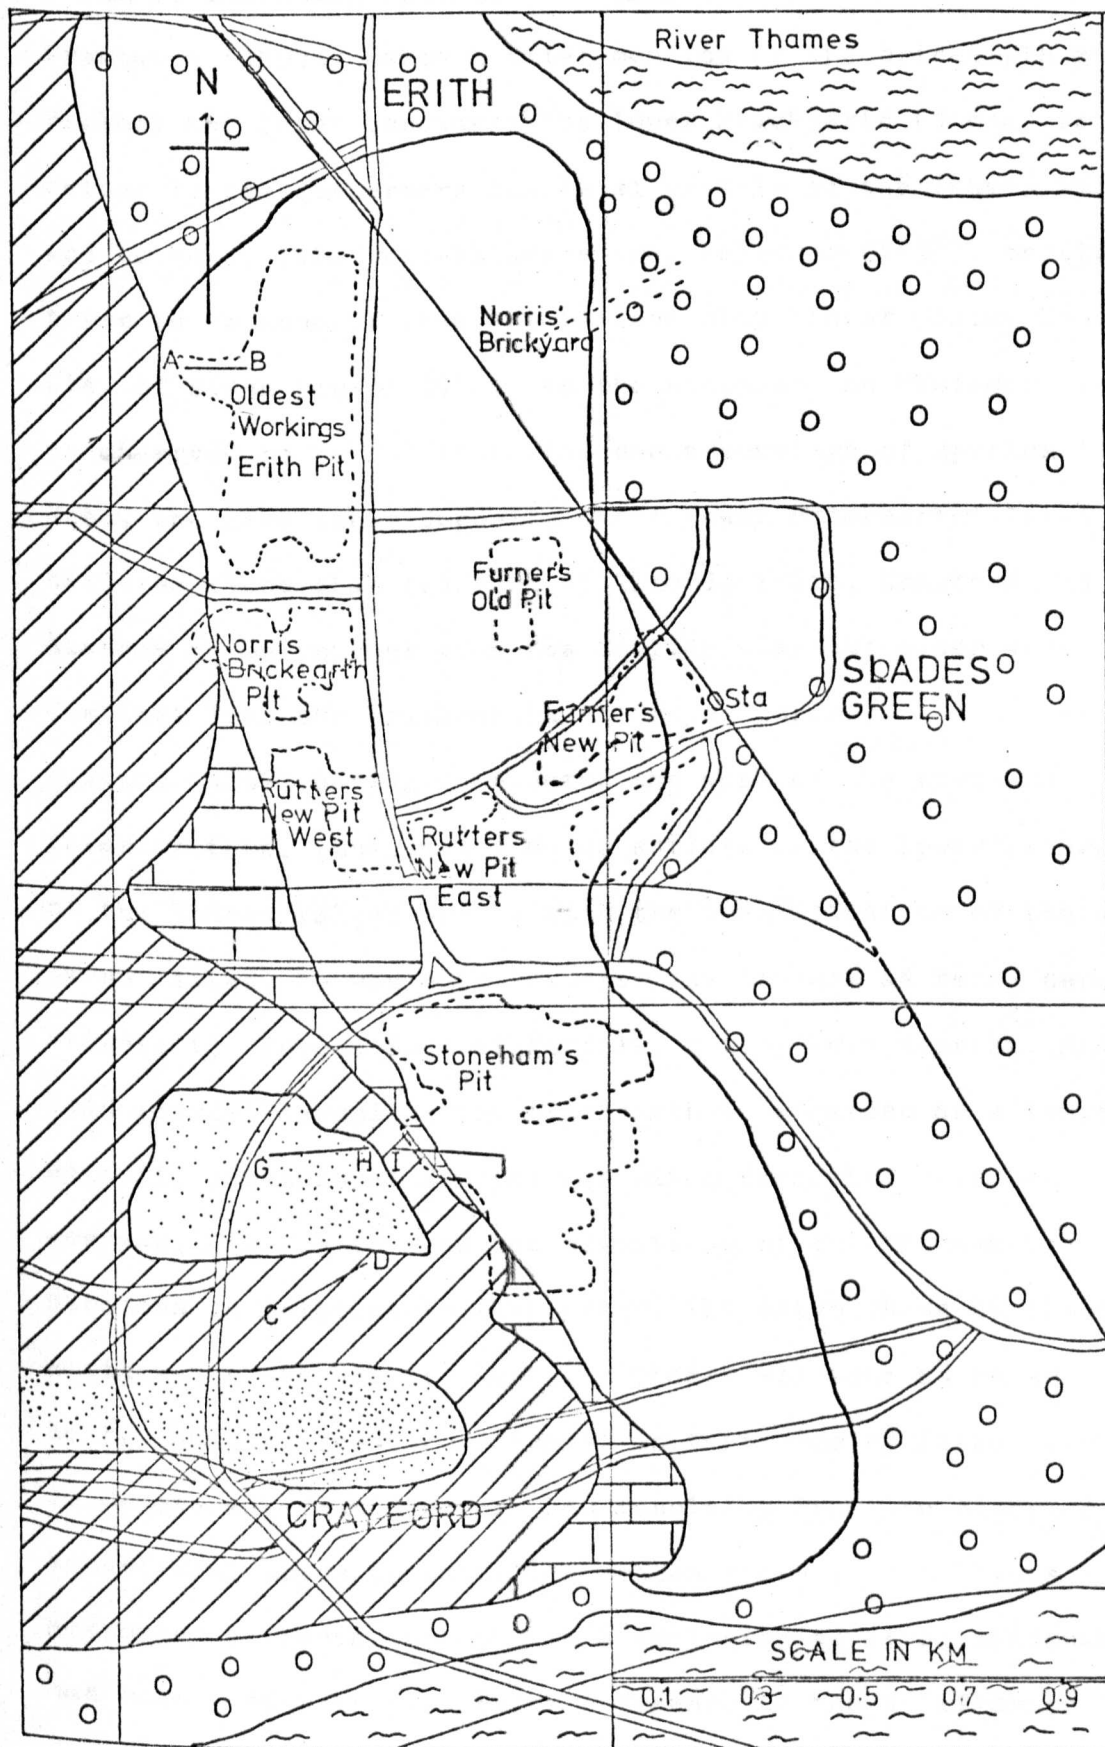 River Thames
N
ERITH
Norris'
Brickyard
A
B
Oldest
Workings
Erith Pit
Furner's
Old Pit
Norris
Brickearth
Pit
SLADES
GREEN
Sta
Furner's
New Pit
Rutters
New Pit
West
Rutters
New Pit
East
Stoneham's
Pit
G
H
I
J
D
C
CRAYFORD
SCALE IN KM
0.1 0.3 0.5 0.7 0.9